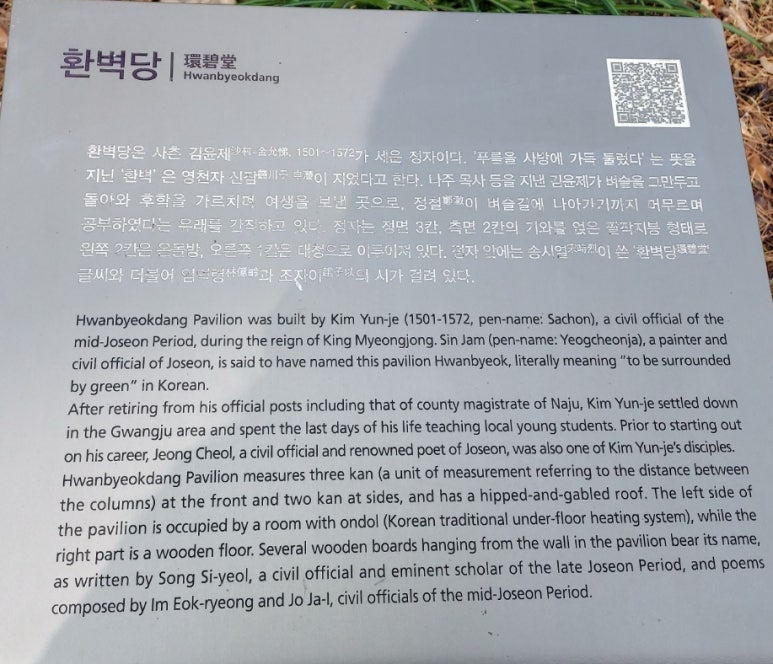 환벽당 | 環碧堂
Hwanbyeokdang
환벽당은 사촌 김윤제沙村 金允悌, 1501~1572가 세운 정자이다. '푸름을 사방에 가득 둘렀다' 는 뜻을
지닌 '환벽' 은 영천자 신잠이 지었다고 한다. 나주 목사 등을 지낸 김윤제가 벼슬을 그만두고
돌아와 후학을 가르치며 여생을 보낸 곳으로, 정철鄭澈이 벼슬길에 나아가기까지 머무르며
공부하였다는 유래를 간직하고 있다. 정자는 정면 3칸, 측면 2칸의 기와를 얹은 팔작지붕 형태로
왼쪽 2칸은 온돌방, 오른쪽 1칸은 대청으로 이루어져 있다. 정자 안에는 송시열宋時烈이 쓴 '환벽당環碧堂'
글씨와 더불어 임억령林億齡과 조자이趙子以의 시가 걸려 있다.
Hwanbyeokdang Pavilion was built by Kim Yun-je (1501-1572, pen-name: Sachon), a civil official of the
mid-Joseon Period, during the reign of King Myeongjong. Sin Jam (pen-name: Yeogcheonja), a painter and
civil official of Joseon, is said to have named this pavilion Hwanbyeok, literally meaning “to be surrounded
by green” in Korean.
After retiring from his official posts including that of county magistrate of Naju, Kim Yun-je settled down
in the Gwangju area and spent the last days of his life teaching local young students. Prior to starting out
on his career, Jeong Cheol, a civil official and renowned poet of Joseon, was also one of Kim Yun-je's disciples.
Hwanbyeokdang Pavilion measures three kan (a unit of measurement referring to the distance between
the columns) at the front and two kan at sides, and has a hipped-and-gabled roof. The left side of
the pavilion is occupied by a room with ondol (Korean traditional under-floor heating system), while the
right part is a wooden floor. Several wooden boards hanging from the wall in the pavilion bear its name,
as written by Song Si-yeol, a civil official and eminent scholar of the late Joseon Period, and poems
composed by Im Eok-ryeong and Jo Ja-I, civil officials of the mid-Joseon Period.